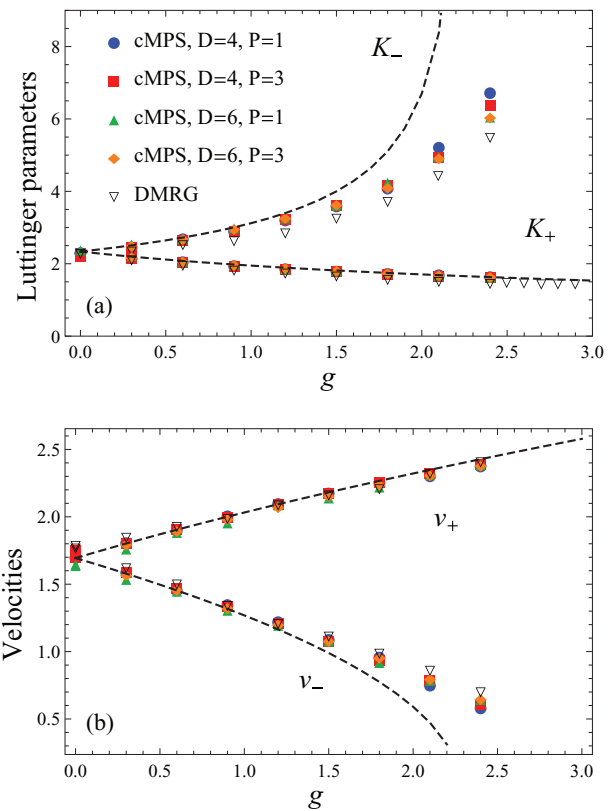 8
6
4
2
0
Luttinger parameters
cMPS, D=4, P=1
cMPS, D=4, P=3
cMPS, D=6, P=1
cMPS, D=6, P=3
DMRG
K₋
K₊
(a)
0.0 0.5 1.0 1.5 2.0 2.5 3.0
g
2.5
2.0
1.5
1.0
0.5
Velocities
v₊
v₋
(b)
0.0 0.5 1.0 1.5 2.0 2.5 3.0
g